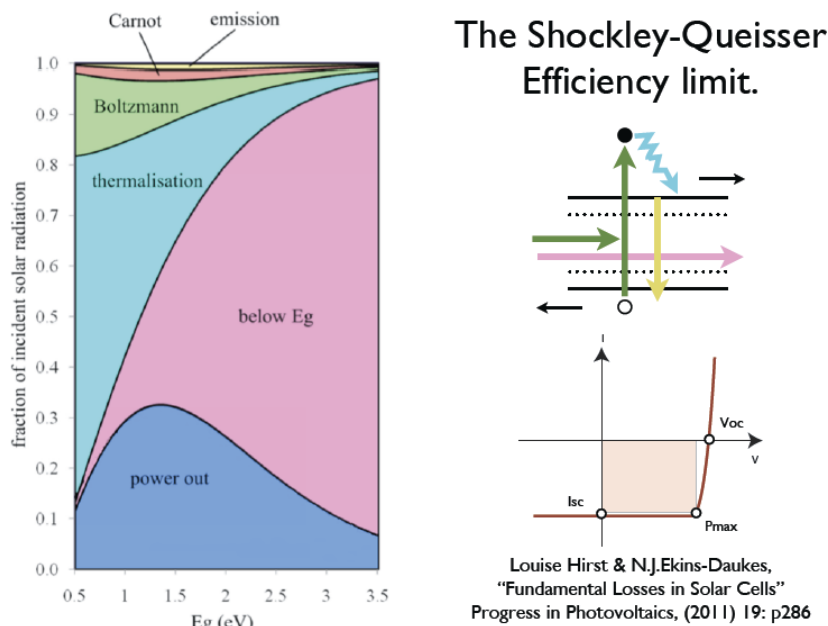 The Shockley-Queisser
Efficiency limit.
Carnot
emission
Boltzmann
thermalisation
below Eg
power out
fraction of incident solar radiation
1.0
0.9
0.8
0.7
0.6
0.5
0.4
0.3
0.2
0.1
0.0
0.5
1
1.5
2
2.5
3
3.5
Eg (eV)
I
Voc
V
Isc
Pmax
Louise Hirst & N.J.Ekins-Daukes,
“Fundamental Losses in Solar Cells”
Progress in Photovoltaics, (2011) 19: p286